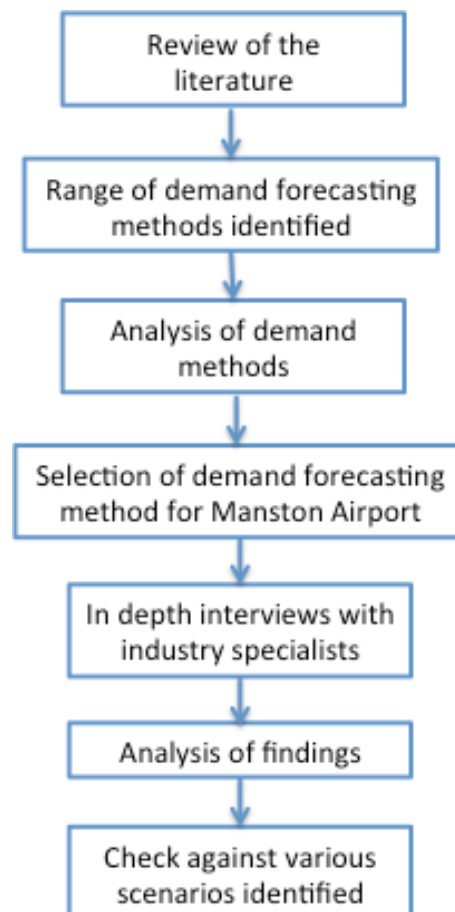 Review of the
literature
Range of demand forecasting
methods identified
Analysis of demand
methods
Selection of demand forecasting
method for Manston Airport
In depth interviews with
industry specialists
Analysis of findings
Check against various
scenarios identified